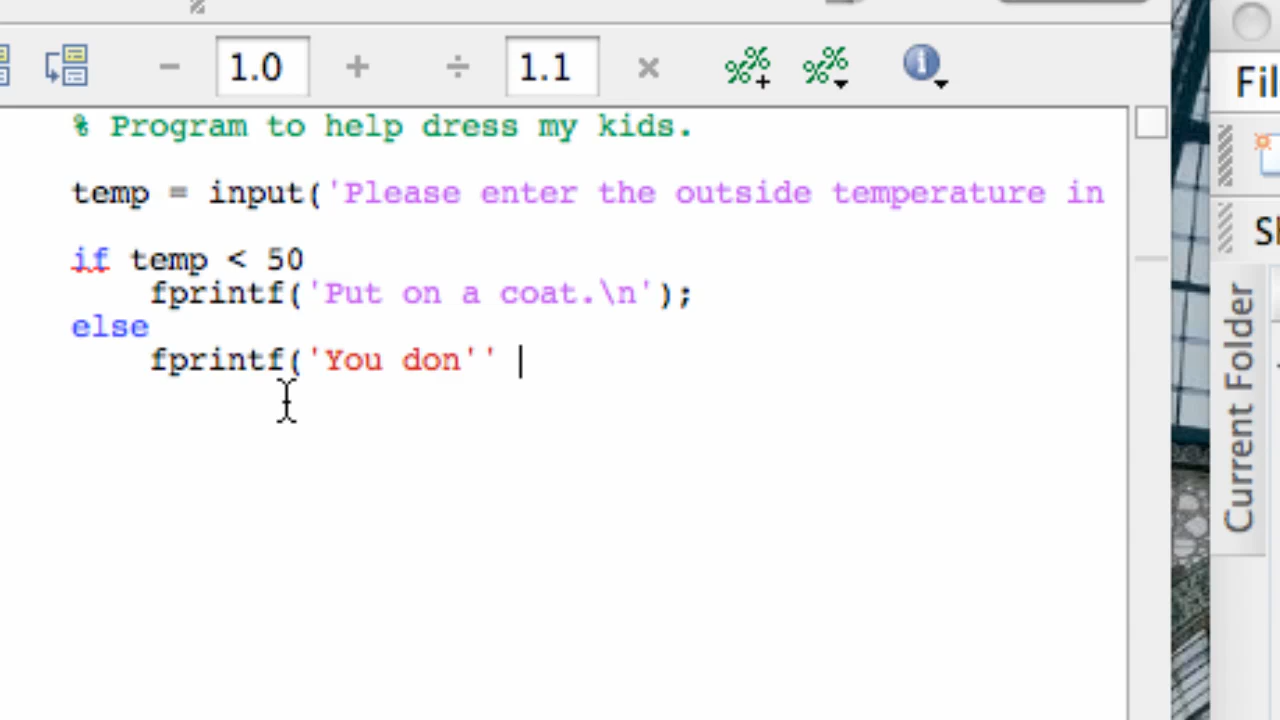 1.0 1.1
Fil
% Program to help dress my kids.
temp = input('Please enter the outside temperature in
if temp < 50
fprintf('Put on a coat.\n');
else
fprintf('You don''
Current Folder